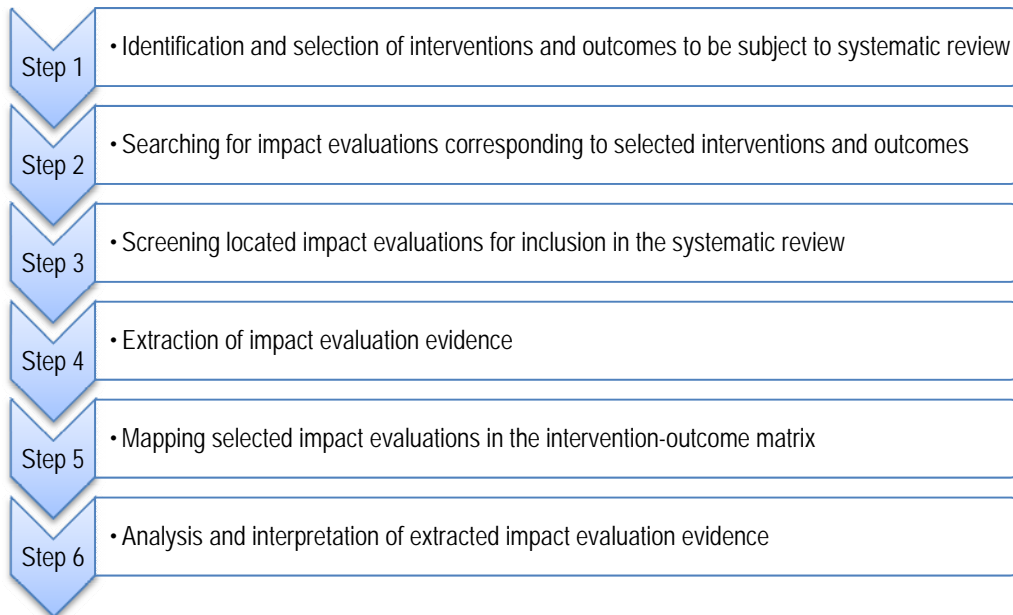 Step 1
• Identification and selection of interventions and outcomes to be subject to systematic review
Step 2
• Searching for impact evaluations corresponding to selected interventions and outcomes
Step 3
• Screening located impact evaluations for inclusion in the systematic review
Step 4
• Extraction of impact evaluation evidence
Step 5
• Mapping selected impact evaluations in the intervention-outcome matrix
Step 6
• Analysis and interpretation of extracted impact evaluation evidence